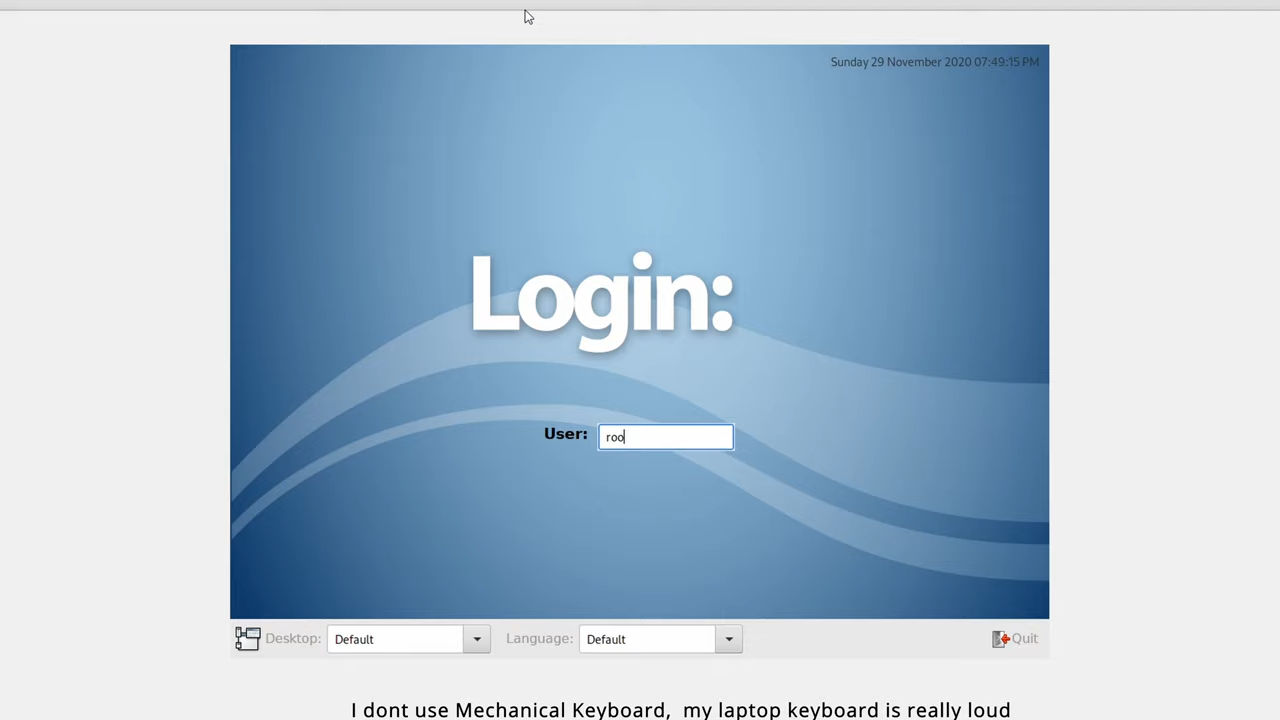 Sunday 29 November 2020 07:49:15 PM
Login:
User: roo
Desktop: Default Language: Default Quit
I dont use Mechanical Keyboard, my laptop keyboard is really loud